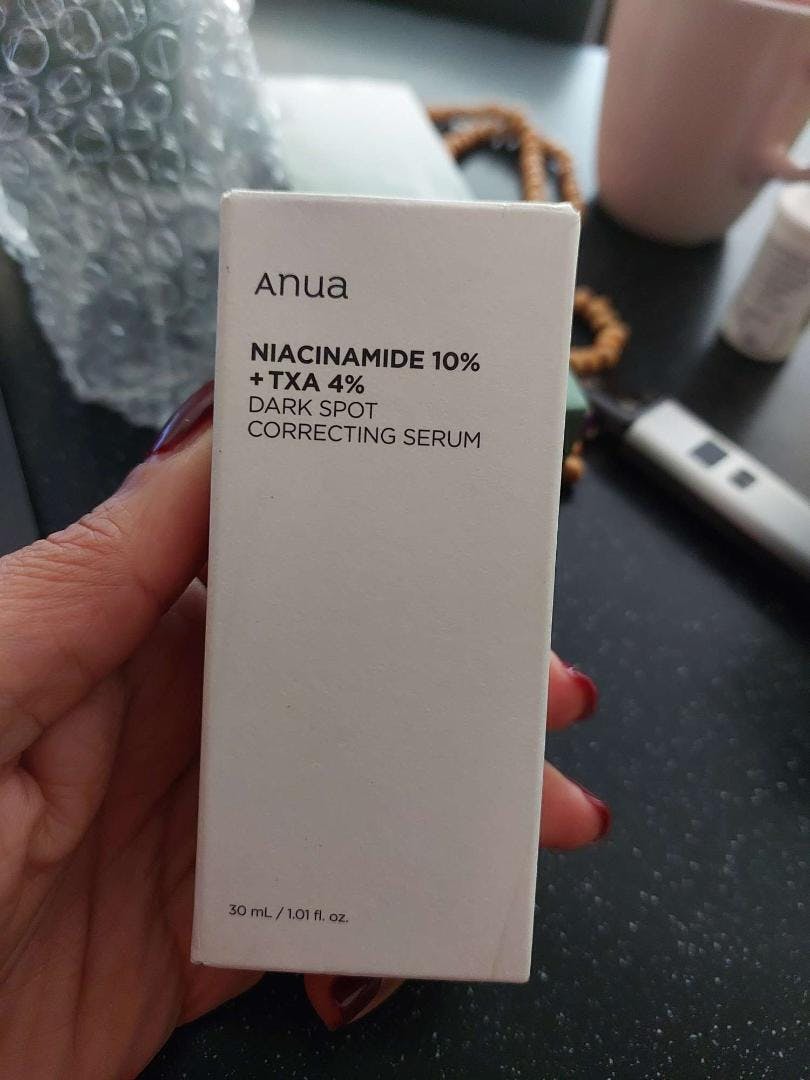 Anua
NIACINAMIDE 10%
+ TXA 4%
DARK SPOT
CORRECTING SERUM
30 mL / 1.01 fl. oz.